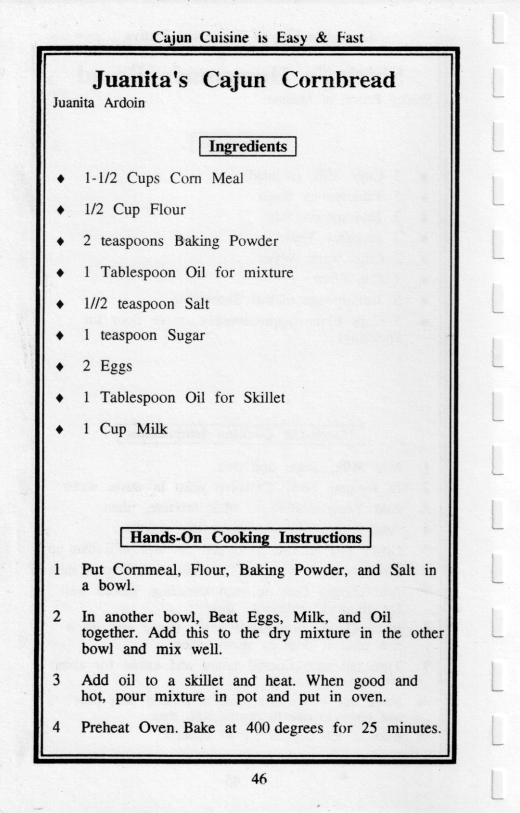 Cajun Cuisine is Easy & Fast
Juanita's Cajun Cornbread
Juanita Ardoin
Ingredients
♦ 1-1/2 Cups Corn Meal
♦ 1/2 Cup Flour
♦ 2 teaspoons Baking Powder
♦ 1 Tablespoon Oil for mixture
♦ 1//2 teaspoon Salt
♦ 1 teaspoon Sugar
♦ 2 Eggs
♦ 1 Tablespoon Oil for Skillet
♦ 1 Cup Milk
Hands-On Cooking Instructions
1 Put Cornmeal, Flour, Baking Powder, and Salt in
a bowl.
2 In another bowl, Beat Eggs, Milk, and Oil
together. Add this to the dry mixture in the other
bowl and mix well.
3 Add oil to a skillet and heat. When good and
hot, pour mixture in pot and put in oven.
4 Preheat Oven. Bake at 400 degrees for 25 minutes.
46